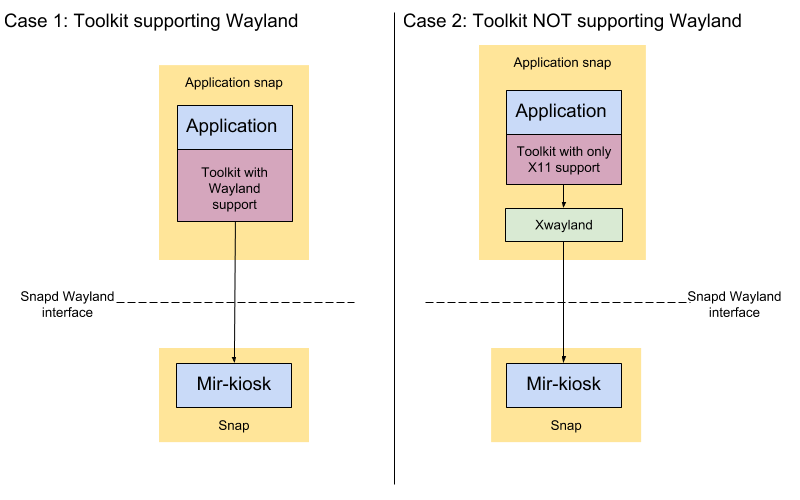 Case 1: Toolkit supporting Wayland
Application snap
Application
Toolkit with
Wayland
support
Snapd Wayland
interface
Mir-kiosk
Snap
Case 2: Toolkit NOT supporting Wayland
Application snap
Application
Toolkit with only
X11 support
Xwayland
Snapd Wayland
interface
Mir-kiosk
Snap